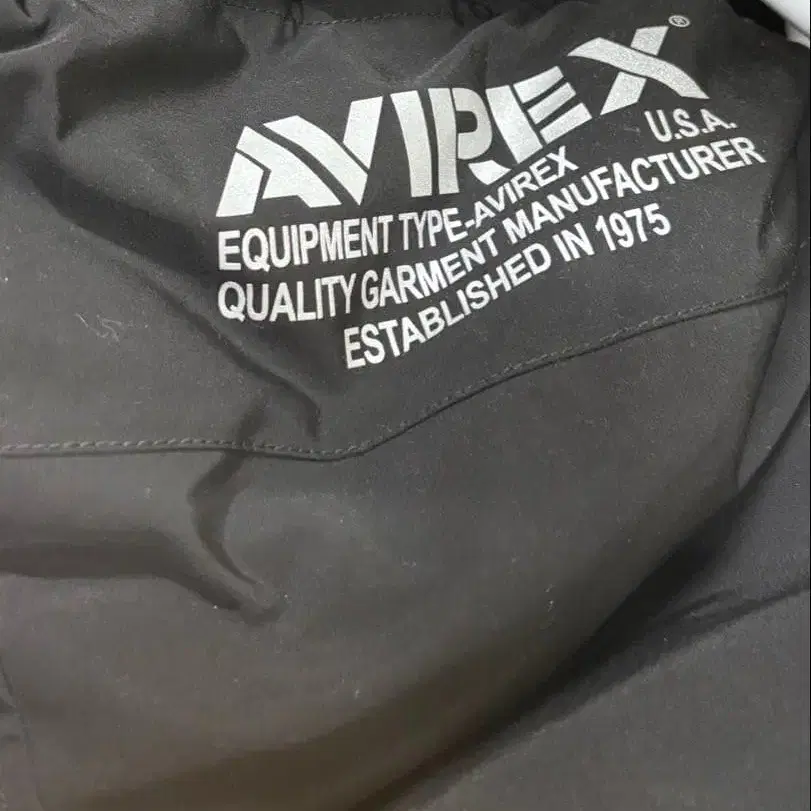 AVIREX®
U.S.A.
EQUIPMENT TYPE-AVIREX
QUALITY GARMENT MANUFACTURER
ESTABLISHED IN 1975